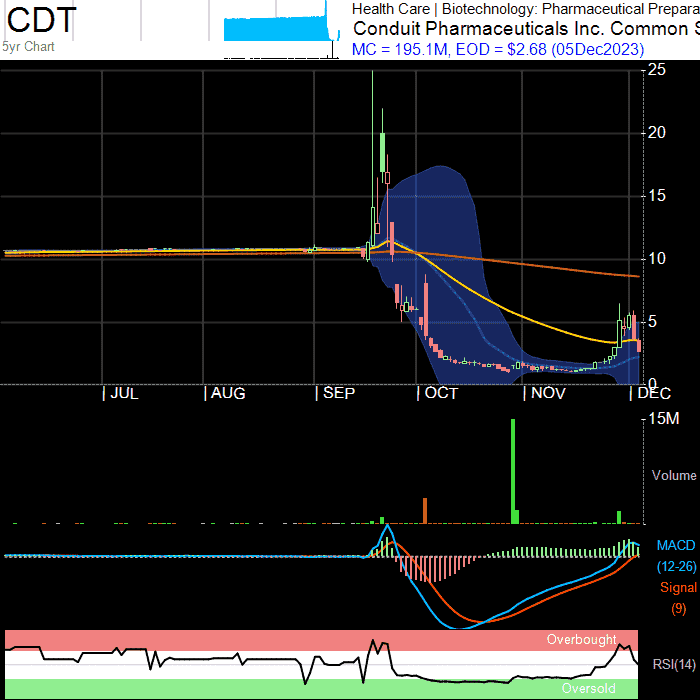 CDT
5yr Chart
Health Care | Biotechnology: Pharmaceutical Prepara
Conduit Pharmaceuticals Inc. Common S
MC = 195.1M, EOD = $2.68 (05Dec2023)
25
20
15
10
5
0
JUL
AUG
SEP
OCT
NOV
DEC
15M
Volume
MACD
(12-26)
Signal
(9)
Overbought
RSI(14)
Oversold